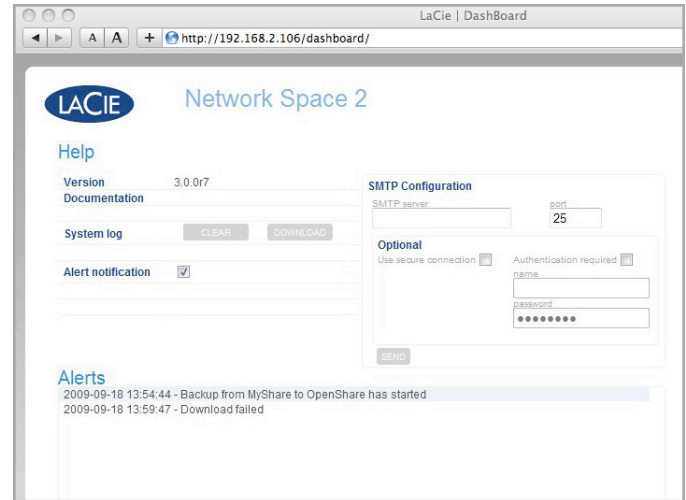 LaCie | DashBoard
A A + http://192.168.2.106/dashboard/
LACIE
Network Space 2
Help
Version 3.0.0r7
Documentation
System log CLEAR DOWNLOAD
Alert notification
SMTP Configuration
SMTP server port
25
Optional
Use secure connection Authentication required
name
password
SEND
Alerts
2009-09-18 13:54:44 - Backup from MyShare to OpenShare has started
2009-09-18 13:59:47 - Download failed